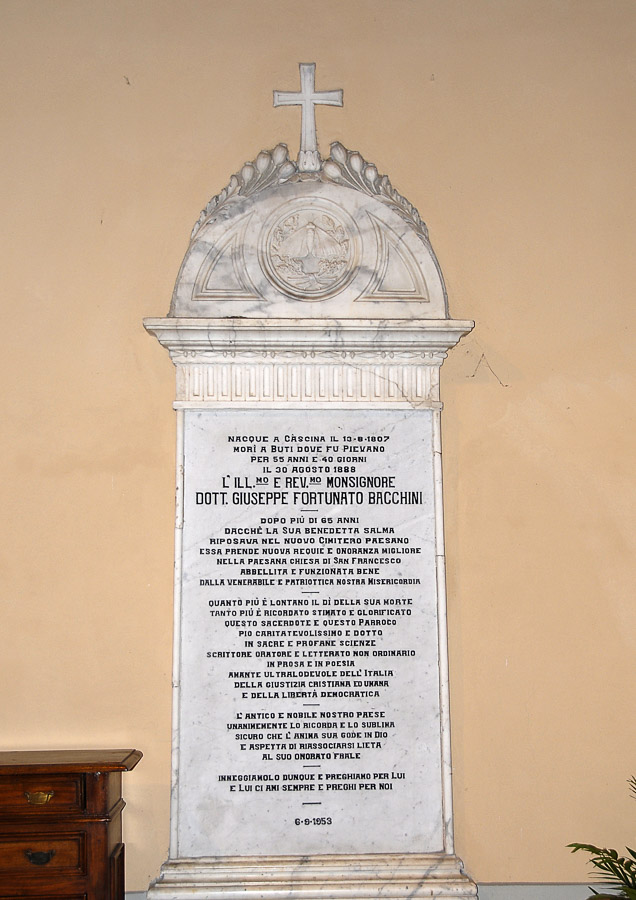 NACQUE A CÀSCINA IL 13-8-1807
MORÌ A BUTI DOVE FU PIEVANO
PER 55 ANNI E 40 GIORNI
IL 30 AGOSTO 1888
L'ILL.MO E REV.MO MONSIGNORE
DOTT. GIUSEPPE FORTUNATO BACCHINI
DOPO PIÚ DI 65 ANNI
DACCHÈ LA SUA BENEDETTA SALMA
RIPOSAVA NEL NUOVO CIMITERO PAESANO
ESSA PRENDE NUOVA REQUIE E ONORANZA MIGLIORE
NELLA PAESANA CHIESA DI SAN FRANCESCO
ABBELLITA E FUNZIONATA BENE
DALLA VENERABILE E PATRIOTTICA NOSTRA MISERICORDIA
QUANTO PIÚ É LONTANO IL DÌ DELLA SUA MORTE
TANTO PIÚ É RICORDATO STIMATO E GLORIFICATO
QUESTO SACERDOTE E QUESTO PARROCO
PIO CARITATEVOLISSIMO E DOTTO
IN SACRE E PROFANE SCIENZE
SCRITTORE ORATORE E LETTERATO NON ORDINARIO
IN PROSA E IN POESIA
AMANTE ULTRALODEVOLE DELL'ITALIA
DELLA GIUSTIZIA CRISTIANA ED UMANA
E DELLA LIBERTÁ DEMOCRATICA
L'ANTICO E NOBILE NOSTRO PAESE
UNANIMEMENTE LO RICORDA E LO SUBLIMA
SICURO CHE L'ANIMA SUA GODE IN DIO
E ASPETTA DI RIASSOCIARSI LIETA
AL SUO ONORATO FRALE
INNEGGIAMOLO DUNQUE E PREGHIAMO PER LUI
E LUI CI AMI SEMPRE E PREGHI PER NOI
6-9-1953